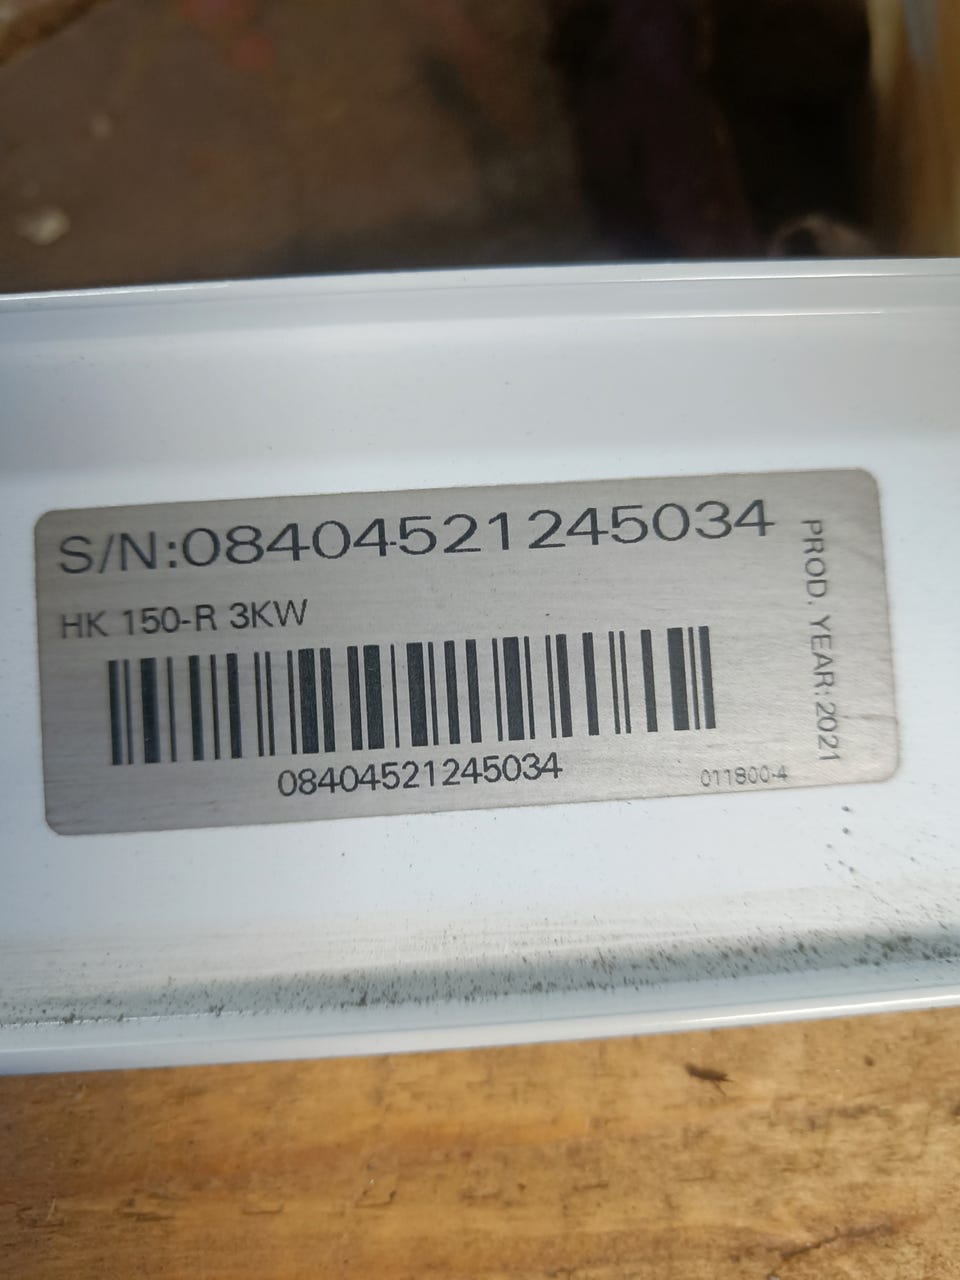 S/N:08404521245034
HK 150-R 3KW
08404521245034
011800-4
PROD. YEAR:2021